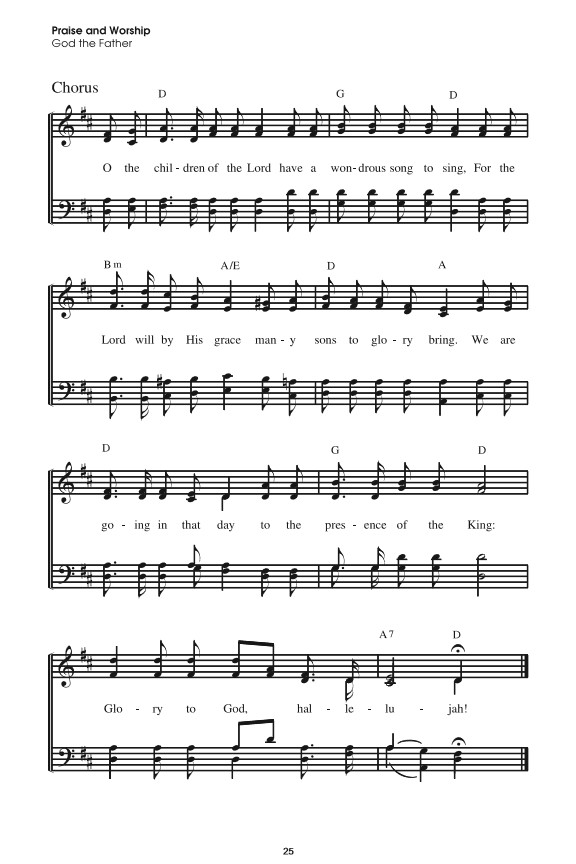 Praise and Worship
God the Father
Chorus
D G D
O the chil - dren of the Lord have a won - drous song to sing, For the
Bm A/E D A
Lord will by His grace man - y sons to glo - ry bring. We are
D G D
go - ing in that day to the pres - ence of the King:
A7 D
Glo - ry to God, hal - le - lu - jah!
25